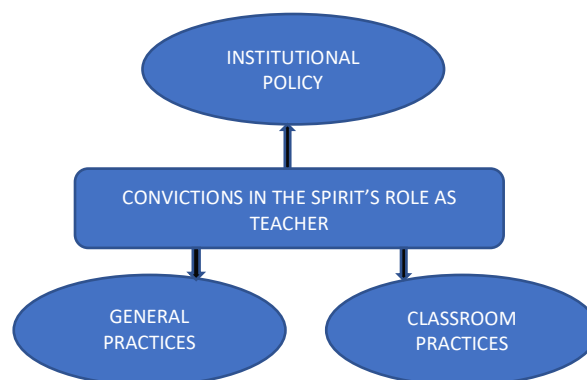 INSTITUTIONAL
POLICY
CONVICTIONS IN THE SPIRIT’S ROLE AS
TEACHER
GENERAL
PRACTICES
CLASSROOM
PRACTICES